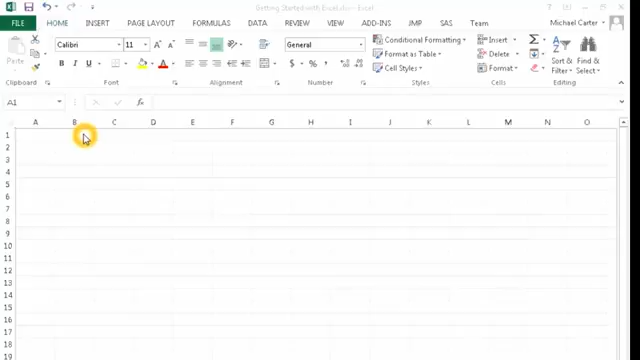 Getting Started with Excel.xlsx - Excel
FILE HOME INSERT PAGE LAYOUT FORMULAS DATA REVIEW VIEW ADD-INS JMP SAS Team Michael Carter
Paste Calibri 11 General Conditional Formatting Insert
Format as Table Delete Sort & Find &
B I U $ % Cell Styles Format Filter Select
Clipboard Font Alignment Number Styles Cells Editing
A1 fx
A B C D E F G H I J K L M N O
1
2
3
4
5
6
7
8
9
10
11
12
13
14
15
16
17
18
19